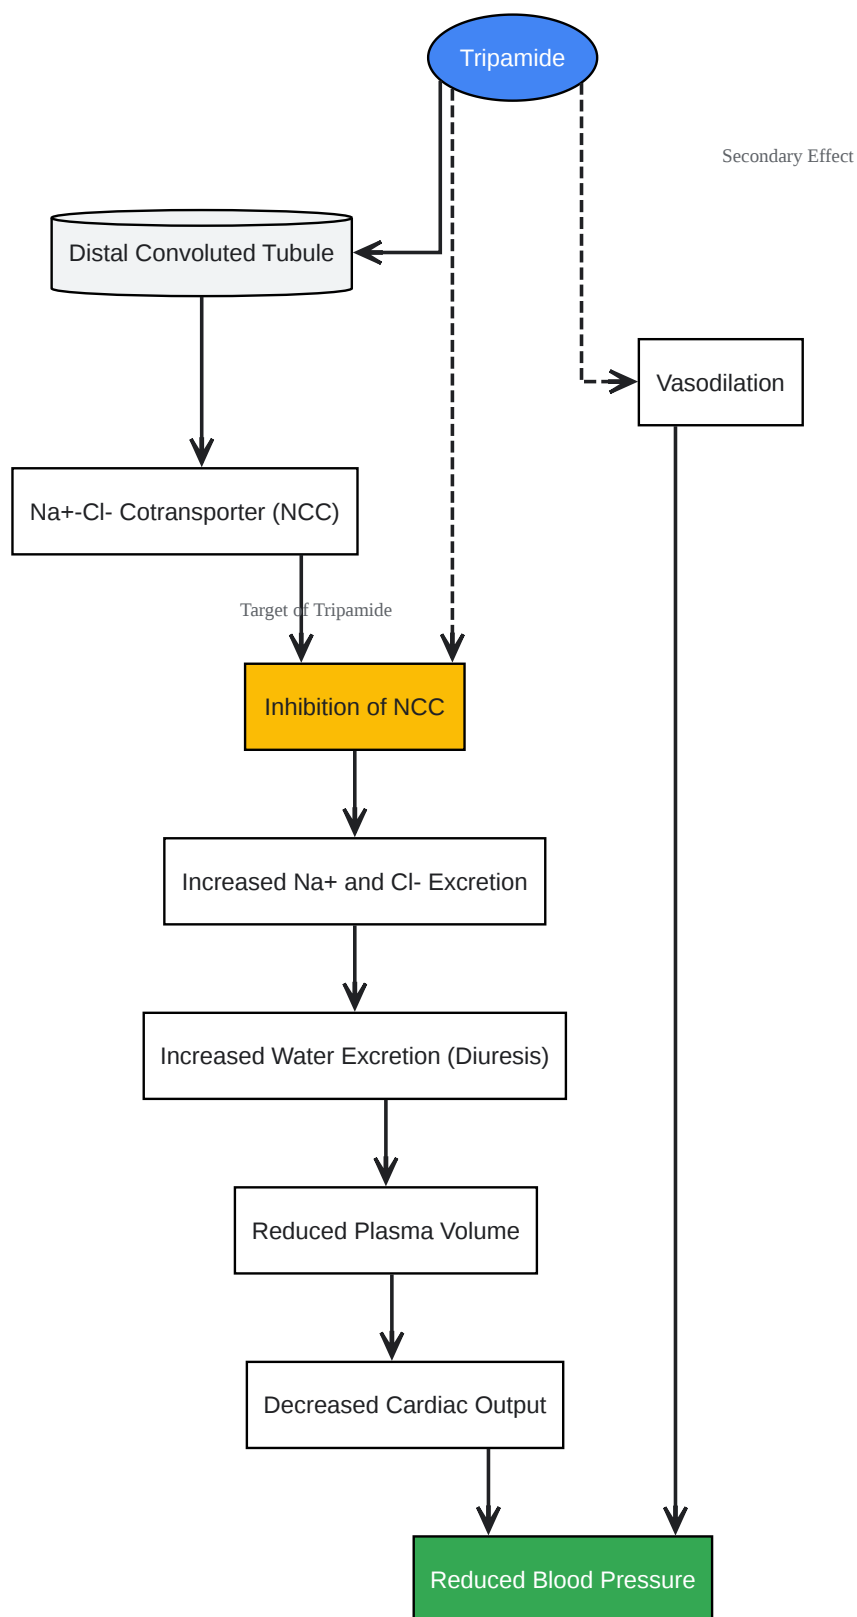 Tripamide
Secondary Effect
Distal Convoluted Tubule
Vasodilation
Na+-Cl- Cotransporter (NCC)
Target of Tripamide
Inhibition of NCC
Increased Na+ and Cl- Excretion
Increased Water Excretion (Diuresis)
Reduced Plasma Volume
Decreased Cardiac Output
Reduced Blood Pressure